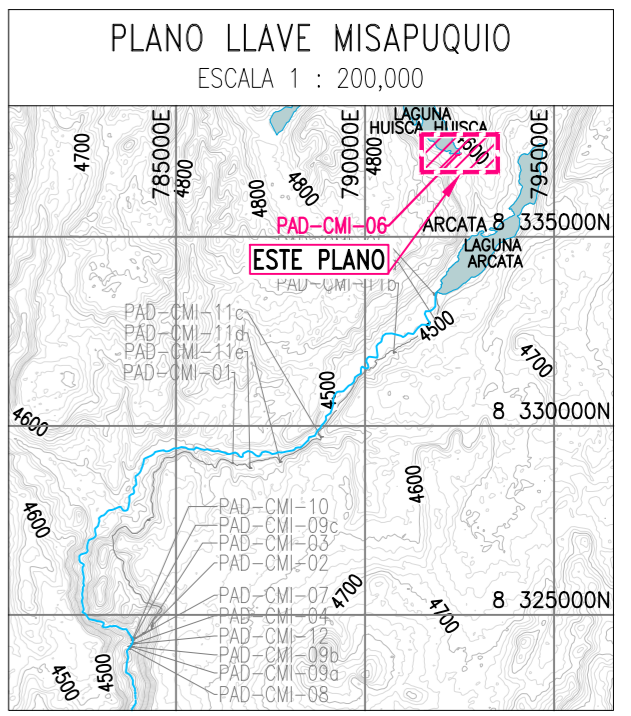 PLANO LLAVE MISAPUQUIO
ESCALA 1 : 200,000
LAGUNA
HUISCA HUISCA
4700
785000E
4800
4800
4800
790000E
4800
4600
795000E
PAD-CMI-06
ARCATA
8 335000N
ESTE PLANO
LAGUNA
ARCATA
PAD-CMI-11b
PAD-CMI-11c
PAD-CMI-11d
PAD-CMI-11e
PAD-CMI-01
4500
4700
4500
4600
8 330000N
4600
4600
PAD-CMI-10
PAD-CMI-09c
PAD-CMI-03
PAD-CMI-02
PAD-CMI-07
4700
4700
8 325000N
PAD-CMI-04
PAD-CMI-12
PAD-CMI-09b
PAD-CMI-09a
PAD-CMI-08
4500
4500